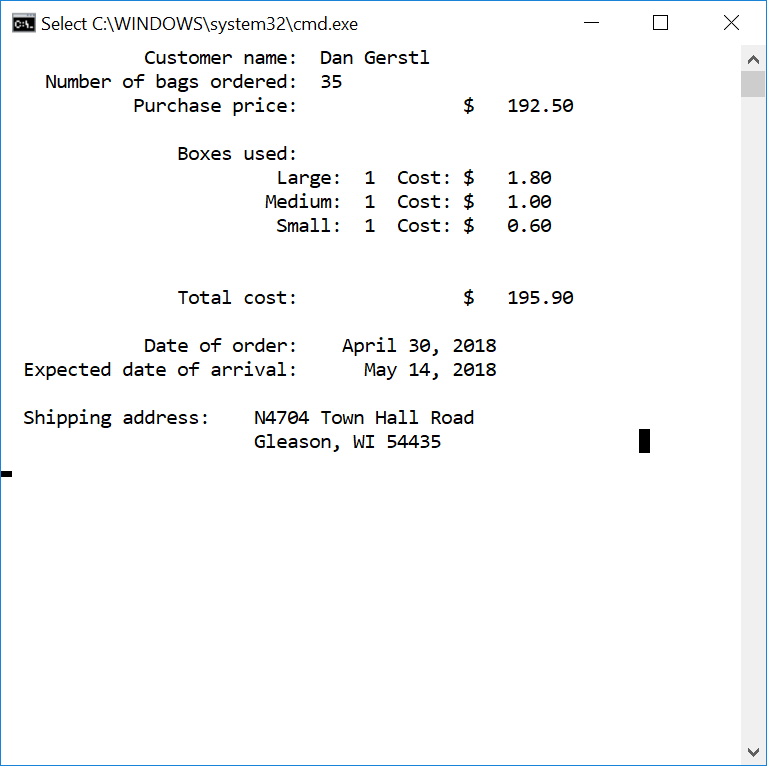 Select C:\WINDOWS\system32\cmd.exe
Customer name: Dan Gerstl
Number of bags ordered: 35
Purchase price: $ 192.50
Boxes used:
Large: 1 Cost: $ 1.80
Medium: 1 Cost: $ 1.00
Small: 1 Cost: $ 0.60
Total cost: $ 195.90
Date of order: April 30, 2018
Expected date of arrival: May 14, 2018
Shipping address: N4704 Town Hall Road
Gleason, WI 54435